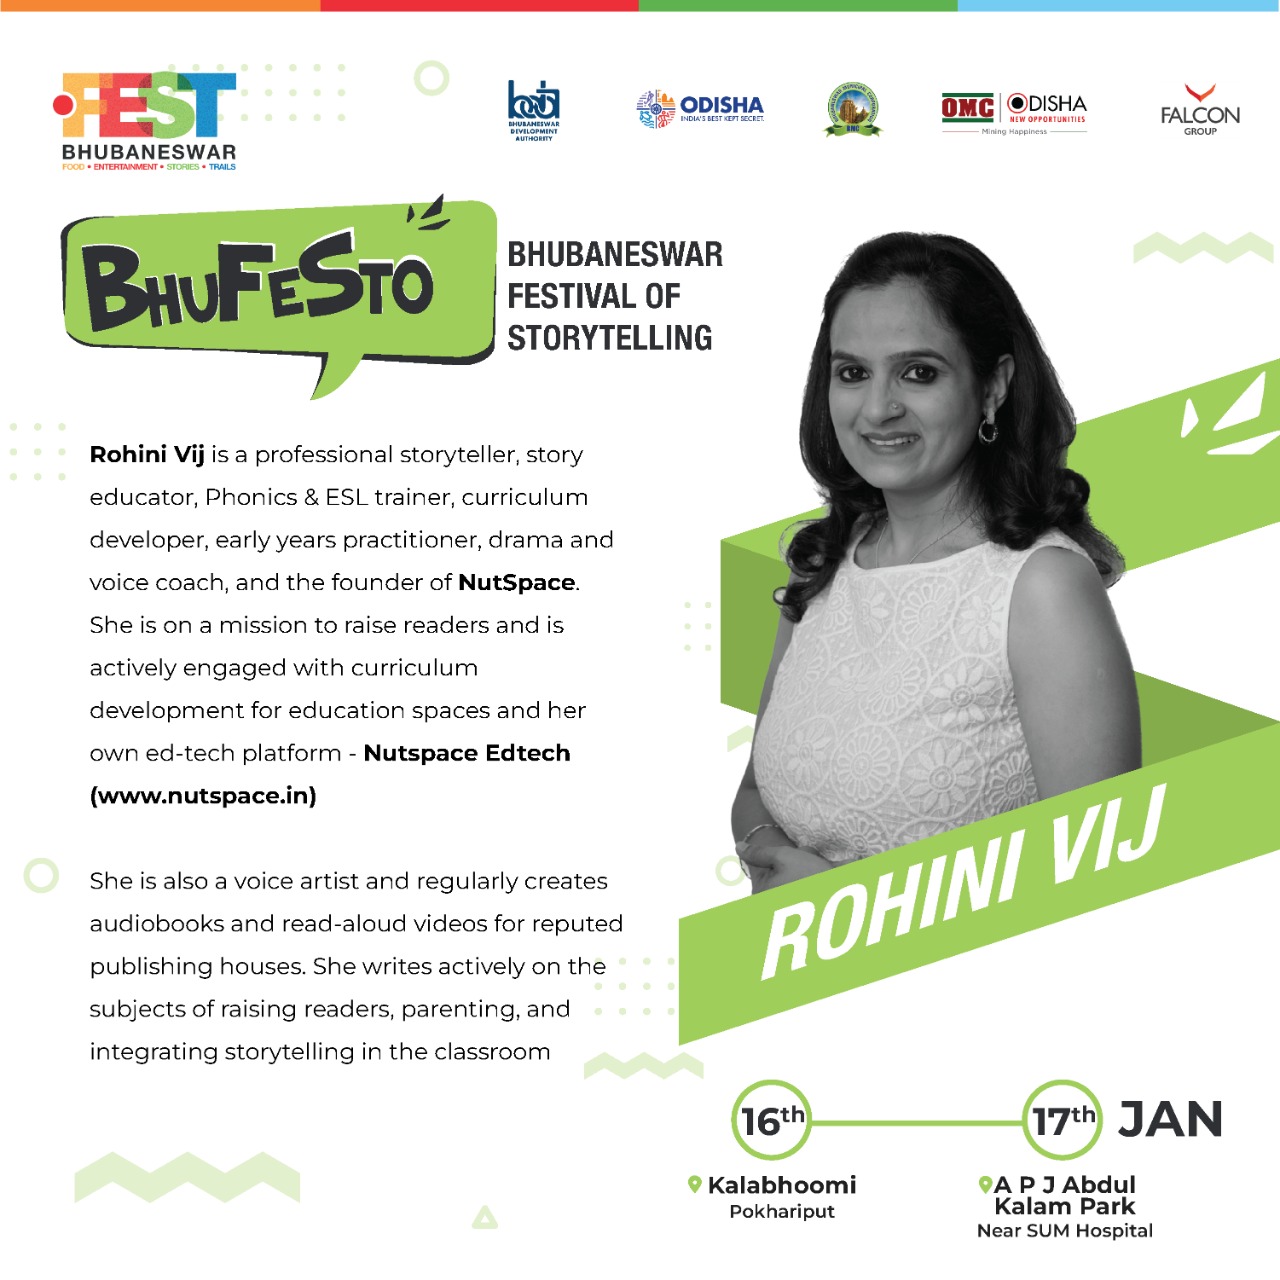 FEST
BHUBANESWAR
FOOD • ENTERTAINMENT • STORIES • TRAILS
bda
BHUBANESWAR
DEVELOPMENT
AUTHORITY
ODISHA
INDIA'S BEST KEPT SECRET.
BMC
OMC
ODISHA
NEW OPPORTUNITIES
Mining Happiness
FALCON
GROUP
BHUFESTO
BHUBANESWAR
FESTIVAL OF
STORYTELLING
Rohini Vij is a professional storyteller, story
educator, Phonics & ESL trainer, curriculum
developer, early years practitioner, drama and
voice coach, and the founder of NutSpace.
She is on a mission to raise readers and is
actively engaged with curriculum
development for education spaces and her
own ed-tech platform - Nutspace Edtech
(www.nutspace.in)
She is also a voice artist and regularly creates
audiobooks and read-aloud videos for reputed
publishing houses. She writes actively on the
subjects of raising readers, parenting, and
integrating storytelling in the classroom
ROHINI VIJ
16th
17th JAN
Kalabhoomi
Pokhariput
A P J Abdul
Kalam Park
Near SUM Hospital